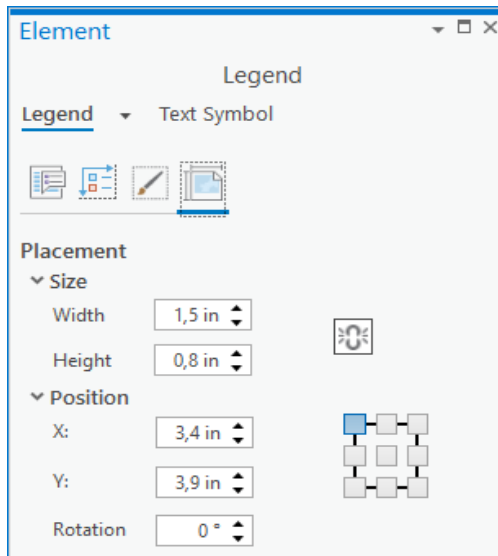 Element
Legend
Legend Text Symbol
Placement
Size
Width 1,5 in
Height 0,8 in
Position
X: 3,4 in
Y: 3,9 in
Rotation 0 °